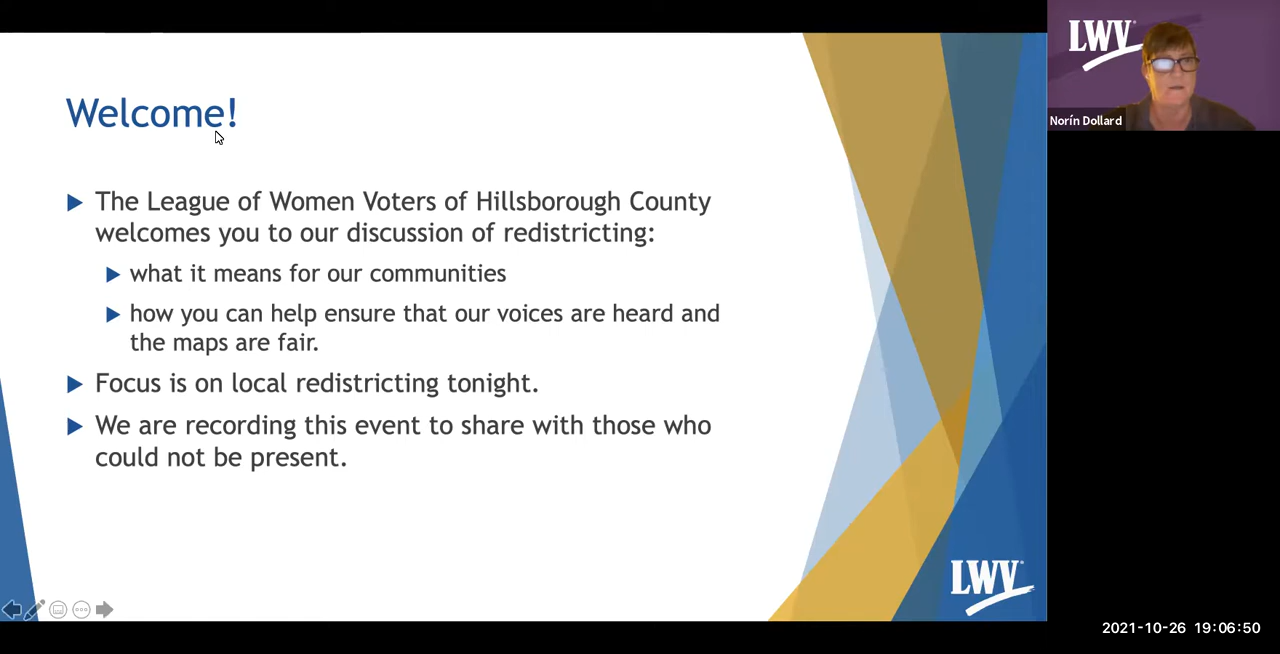 Welcome!
The League of Women Voters of Hillsborough County
welcomes you to our discussion of redistricting:
what it means for our communities
how you can help ensure that our voices are heard and
the maps are fair.
Focus is on local redistricting tonight.
We are recording this event to share with those who
could not be present.
LWV®
LWV®
Norín Dollard
2021-10-26 19:06:50